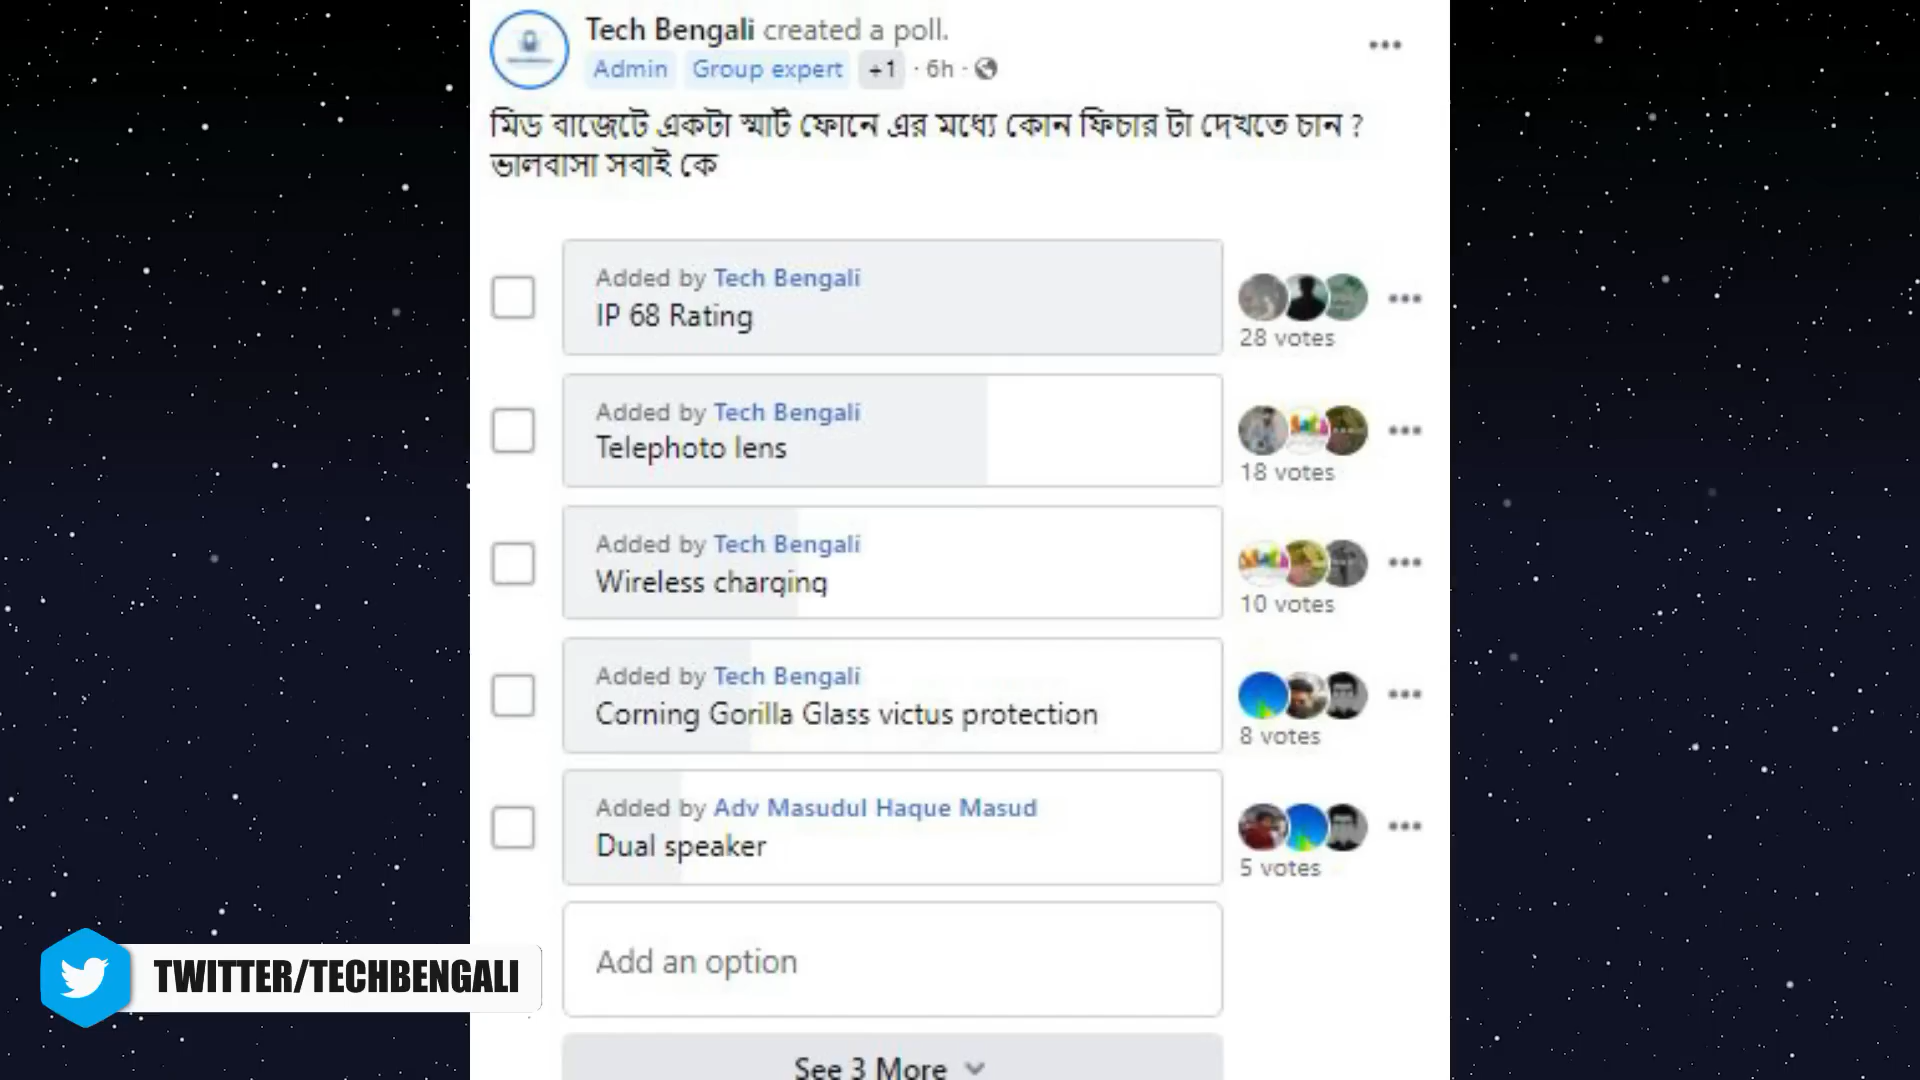 Tech Bengali created a poll.
Admin Group expert +1 · 6h ·
মিড বাজেটে একটা স্মার্ট ফোনে এর মধ্যে কোন ফিচার টা দেখতে চান ?
ভালবাসা সবাই কে
Added by Tech Bengali
IP 68 Rating
28 votes
Added by Tech Bengali
Telephoto lens
18 votes
Added by Tech Bengali
Wireless charging
10 votes
Added by Tech Bengali
Corning Gorilla Glass victus protection
8 votes
Added by Adv Masudul Haque Masud
Dual speaker
5 votes
Add an option
TWITTER/TECHBENGALI
See 3 More